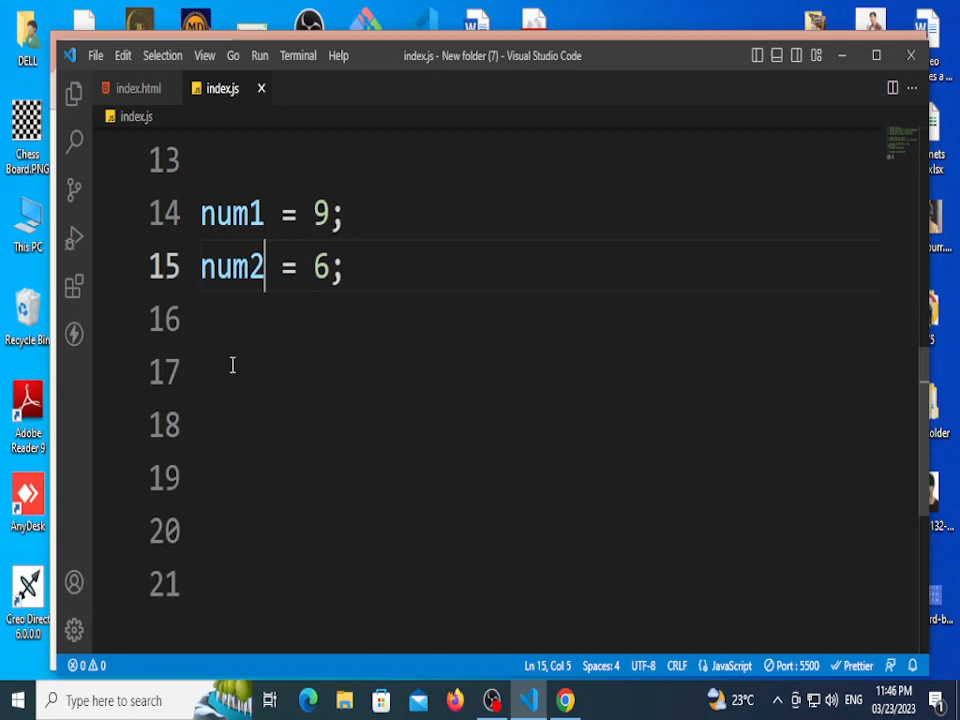 DELL
File Edit Selection View Go Run Terminal Help
index.js - New folder (7) - Visual Studio Code
index.html
index.js
index.js
Chess
Board.PNG
This PC
Recycle Bin
Adobe
Reader 9
AnyDesk
Creo Direct
6.0.0.0
13
14 num1 = 9;
15 num2 = 6;
16
17
18
19
20
21
0 0
Ln 15, Col 5 Spaces: 4 UTF-8 CRLF JavaScript Port : 5500 Prettier
Type here to search
23°C
ENG
11:46 PM
03/23/2023
1